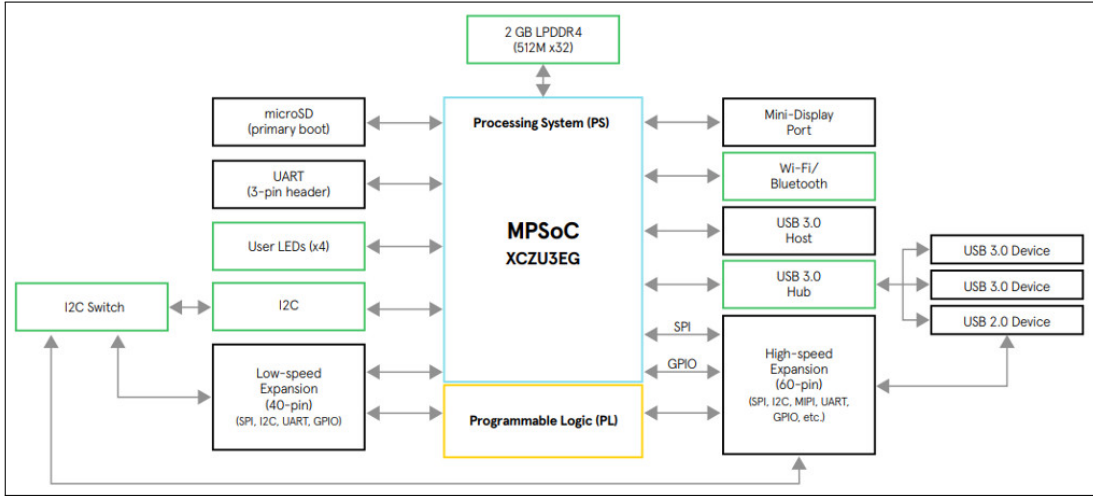 2 GB LPDDR4
(512M x32)
microSD
(primary boot)
UART
(3-pin header)
User LEDs (x4)
I2C Switch
I2C
Low-speed
Expansion
(40-pin)
(SPI, I2C, UART, GPIO)
Processing System (PS)
MPSoC
XCZU3EG
Programmable Logic (PL)
SPI
GPIO
Mini-Display
Port
Wi-Fi/
Bluetooth
USB 3.0
Host
USB 3.0
Hub
High-speed
Expansion
(60-pin)
(SPI, I2C, MIPI, UART,
GPIO, etc.)
USB 3.0 Device
USB 3.0 Device
USB 2.0 Device